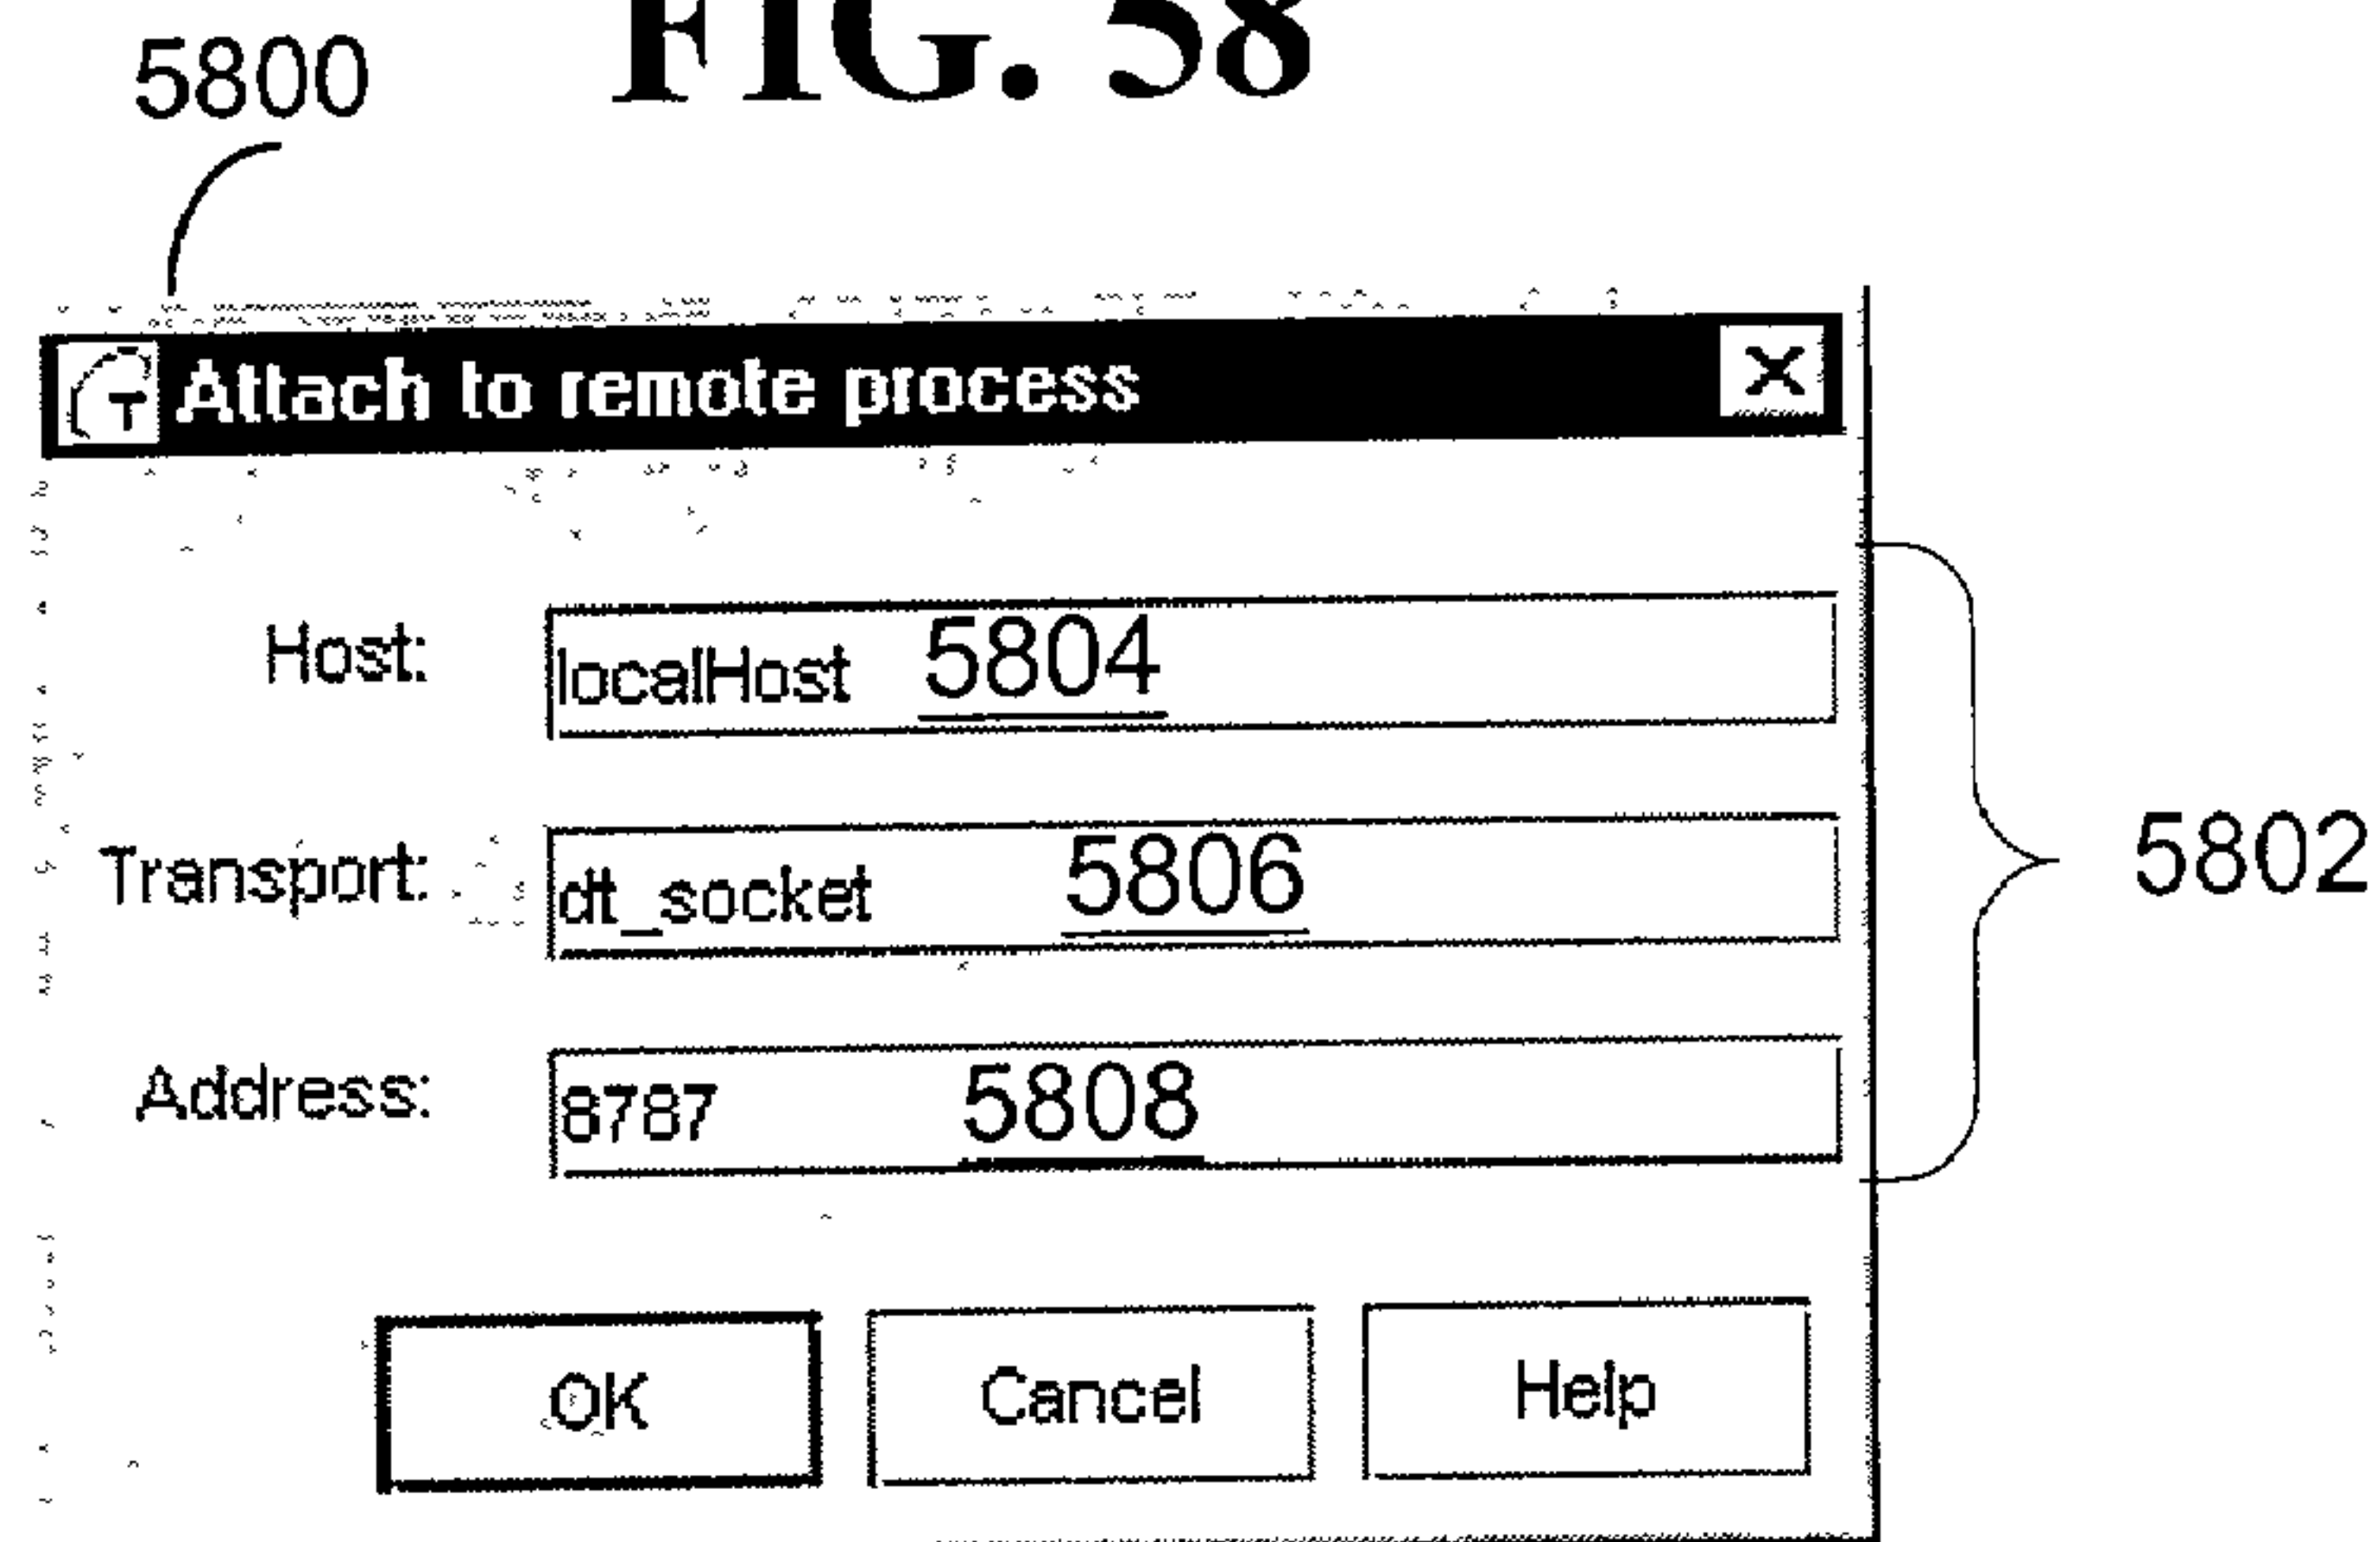 FIG. 58
5800
Attach to remote process X
Host: localHost 5804
Transport: dt_socket 5806
5802
Address: 8787 5808
OK Cancel Help